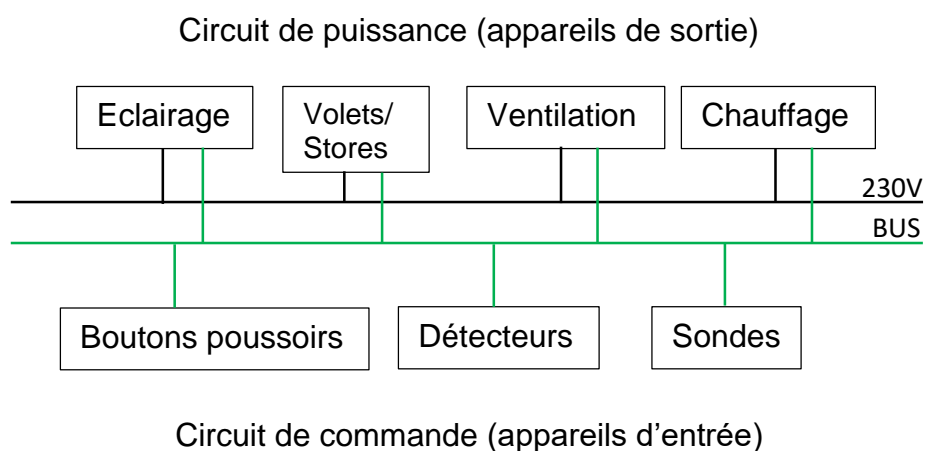 Circuit de puissance (appareils de sortie)
Eclairage
Volets/
Stores
Ventilation
Chauffage
230V
BUS
Boutons poussoirs
Détecteurs
Sondes
Circuit de commande (appareils d’entrée)